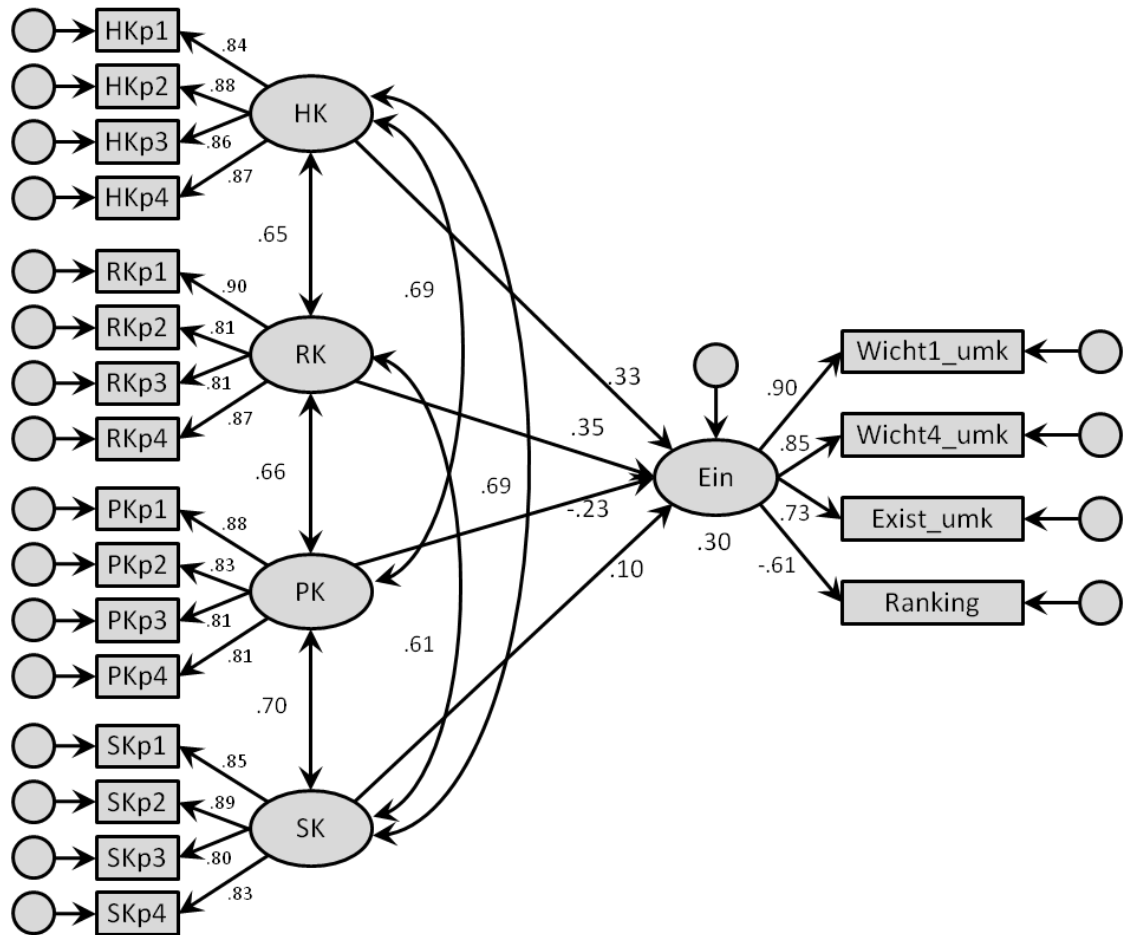 HKp1
.84
HKp2
.88
HK
HKp3
.86
HKp4
.87
.65
RKp1
.90
.69
RKp2
.81
RK
Wicht1_umk
RKp3
.81
.33
.90
RKp4
.87
.35
Wicht4_umk
.85
.66
.69
Ein
PKp1
.88
-.23
.73
Exist_umk
.30
PKp2
.83
.10
-.61
PK
Ranking
PKp3
.81
.61
PKp4
.81
.70
SKp1
.85
SKp2
.89
SK
SKp3
.80
SKp4
.83